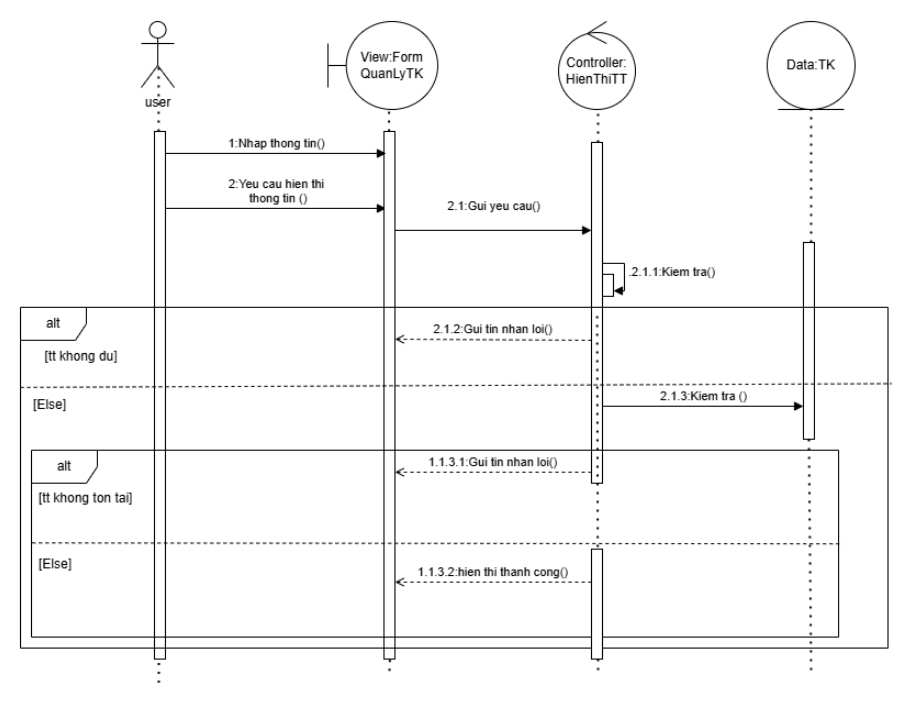 user
View:Form
QuanLyTK
Controller:
HienThiTT
Data:TK
1:Nhap thong tin()
2:Yeu cau hien thi
thong tin ()
2.1:Gui yeu cau()
.2.1.1:Kiem tra()
alt
2.1.2:Gui tin nhan loi()
[tt khong du]
[Else]
2.1.3:Kiem tra ()
alt
1.1.3.1:Gui tin nhan loi()
[tt khong ton tai]
[Else]
1.1.3.2:hien thi thanh cong()